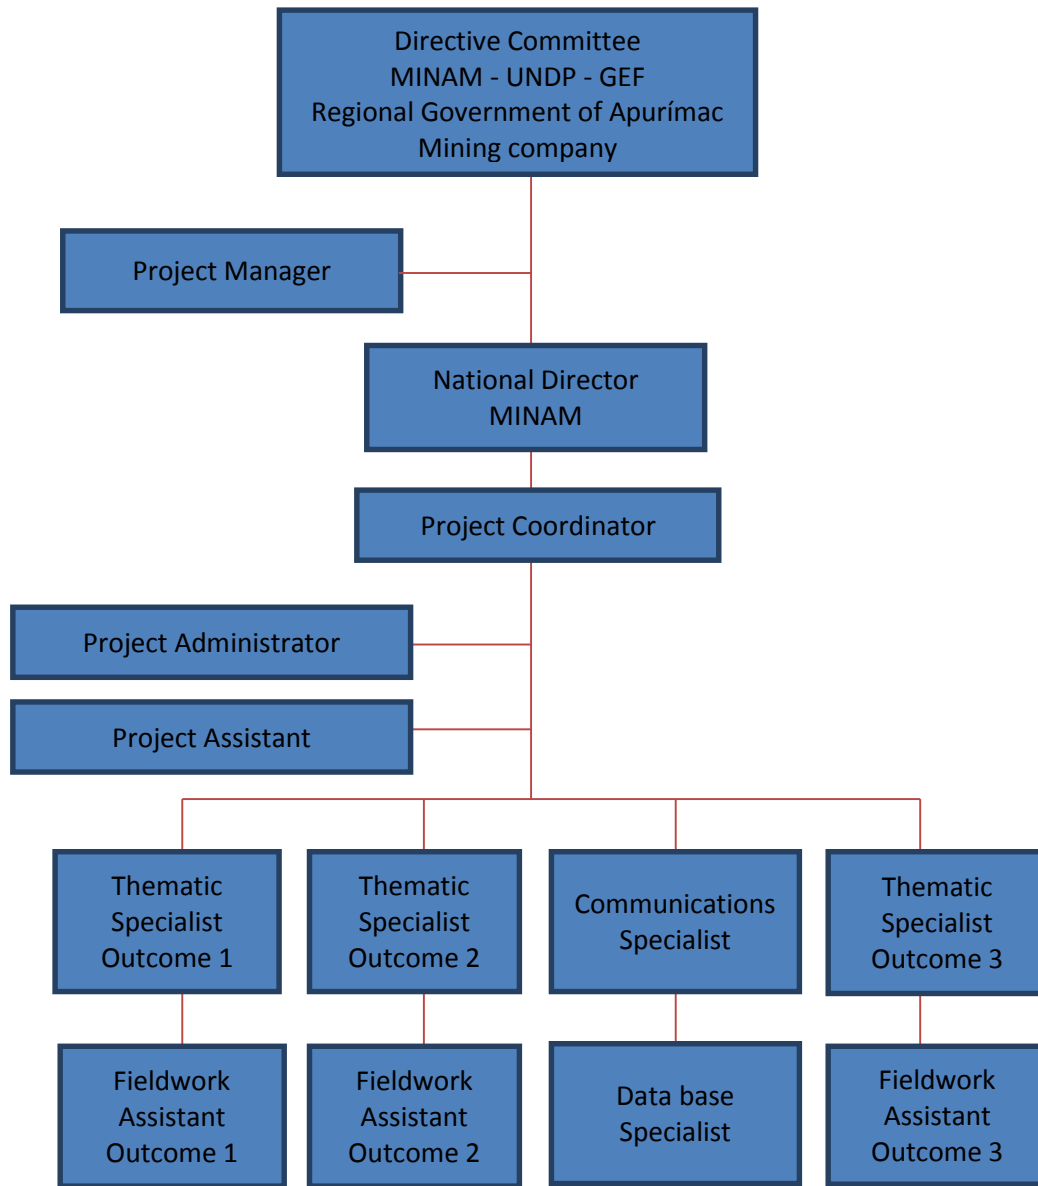 Directive Committee
MINAM - UNDP - GEF
Regional Government of Apurímac
Mining company
Project Manager
National Director
MINAM
Project Coordinator
Project Administrator
Project Assistant
Thematic
Specialist
Outcome 1
Thematic
Specialist
Outcome 2
Communications
Specialist
Thematic
Specialist
Outcome 3
Fieldwork
Assistant
Outcome 1
Fieldwork
Assistant
Outcome 2
Data base
Specialist
Fieldwork
Assistant
Outcome 3